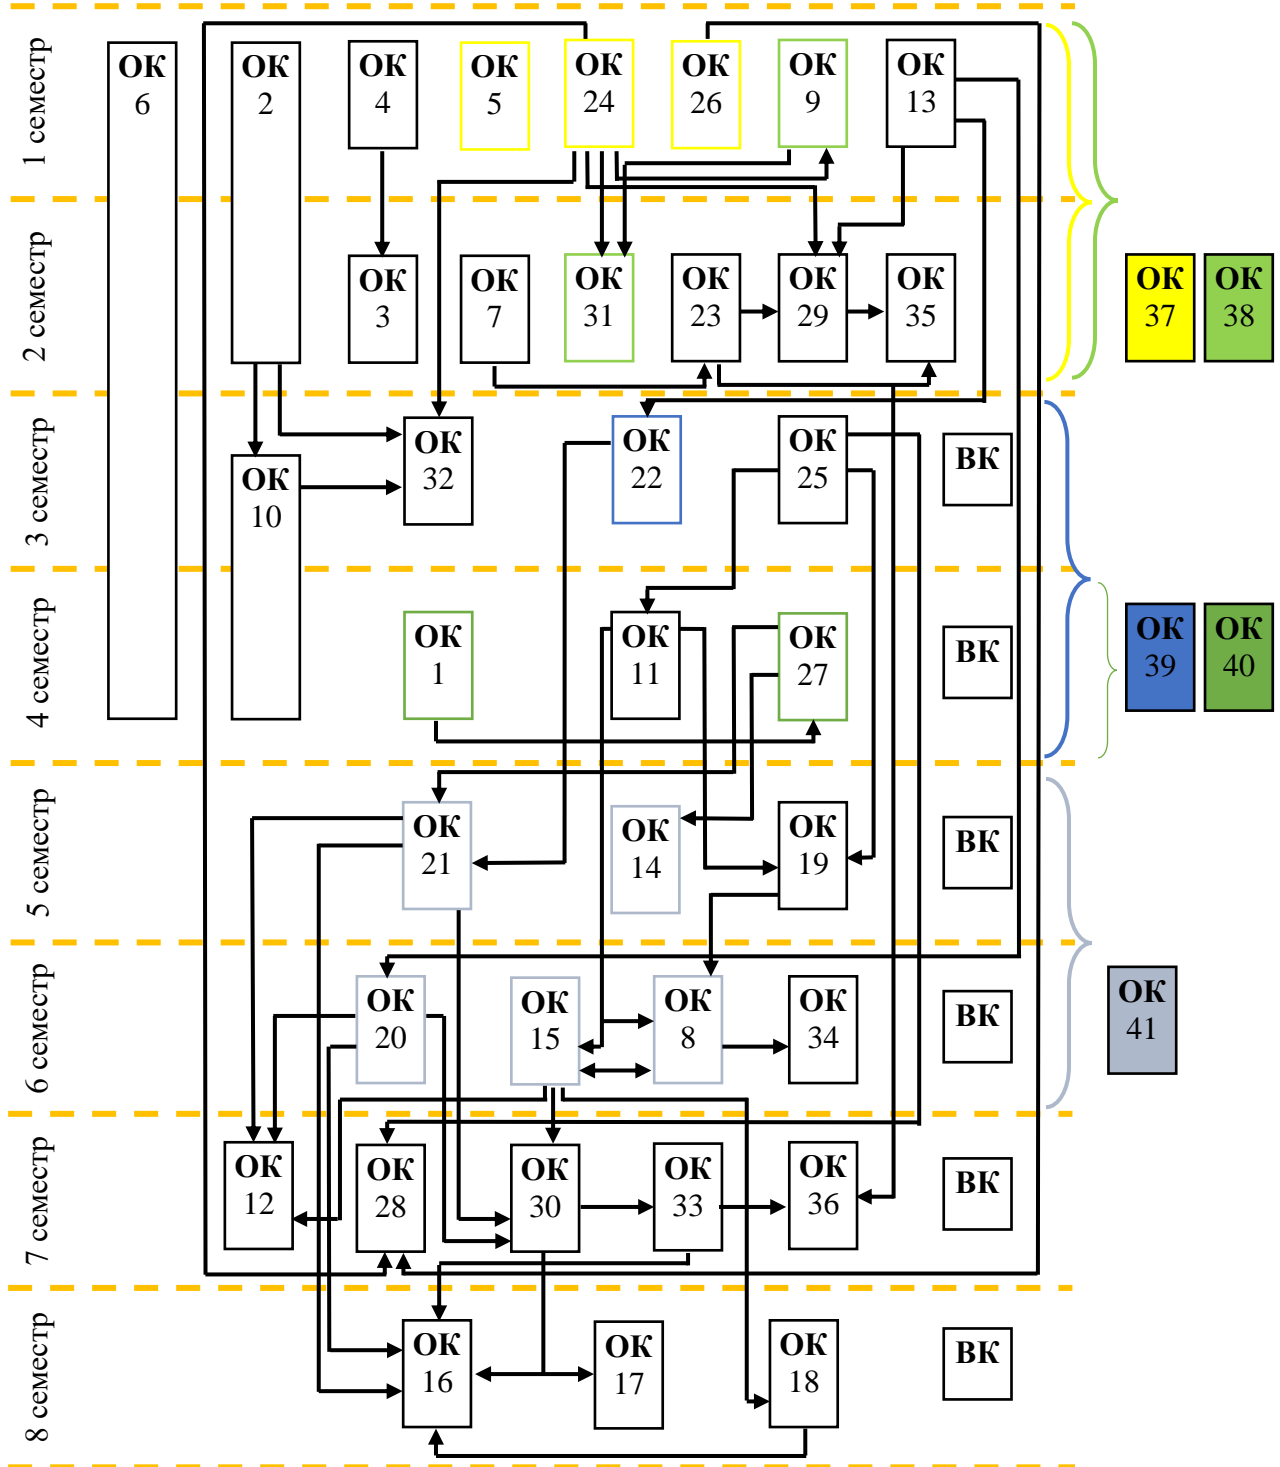 1 семестр
ОК
6
ОК
2
ОК
4
ОК
5
ОК
24
ОК
26
ОК
9
ОК
13
2 семестр
ОК
3
ОК
7
ОК
31
ОК
23
ОК
29
ОК
35
ОК
37
ОК
38
3 семестр
ОК
10
ОК
32
ОК
22
ОК
25
ВК
4 семестр
ОК
1
ОК
11
ОК
27
ВК
ОК
39
ОК
40
5 семестр
ОК
21
ОК
14
ОК
19
ВК
6 семестр
ОК
20
ОК
15
ОК
8
ОК
34
ВК
ОК
41
7 семестр
ОК
12
ОК
28
ОК
30
ОК
33
ОК
36
ВК
8 семестр
ОК
16
ОК
17
ОК
18
ВК